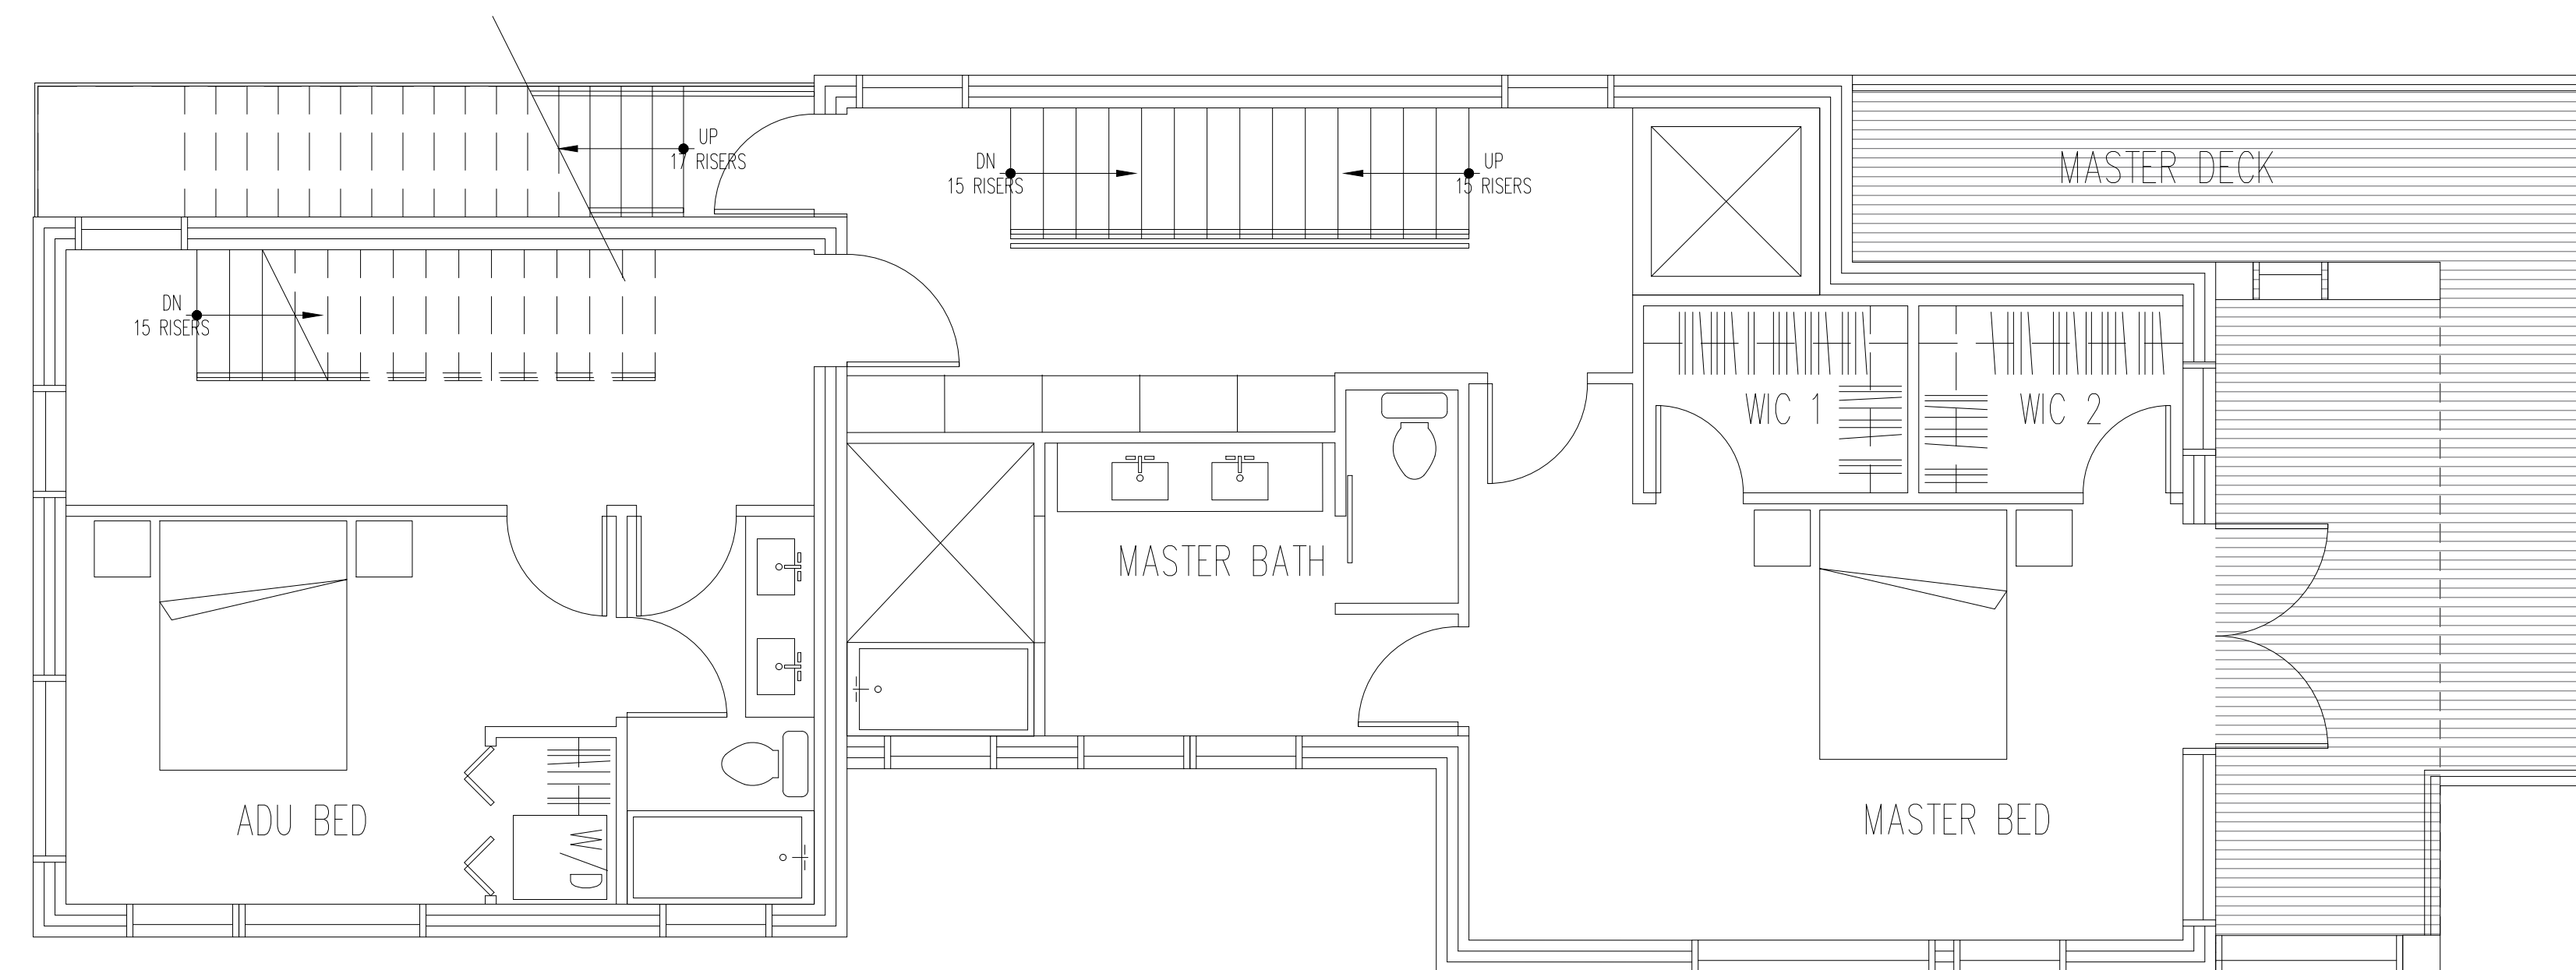 UP
17 RISERS
DN
15 RISERS
UP
15 RISERS
MASTER DECK
DN
15 RISERS
WIC 1
WIC 2
MASTER BATH
ADU BED
W/D
MASTER BED